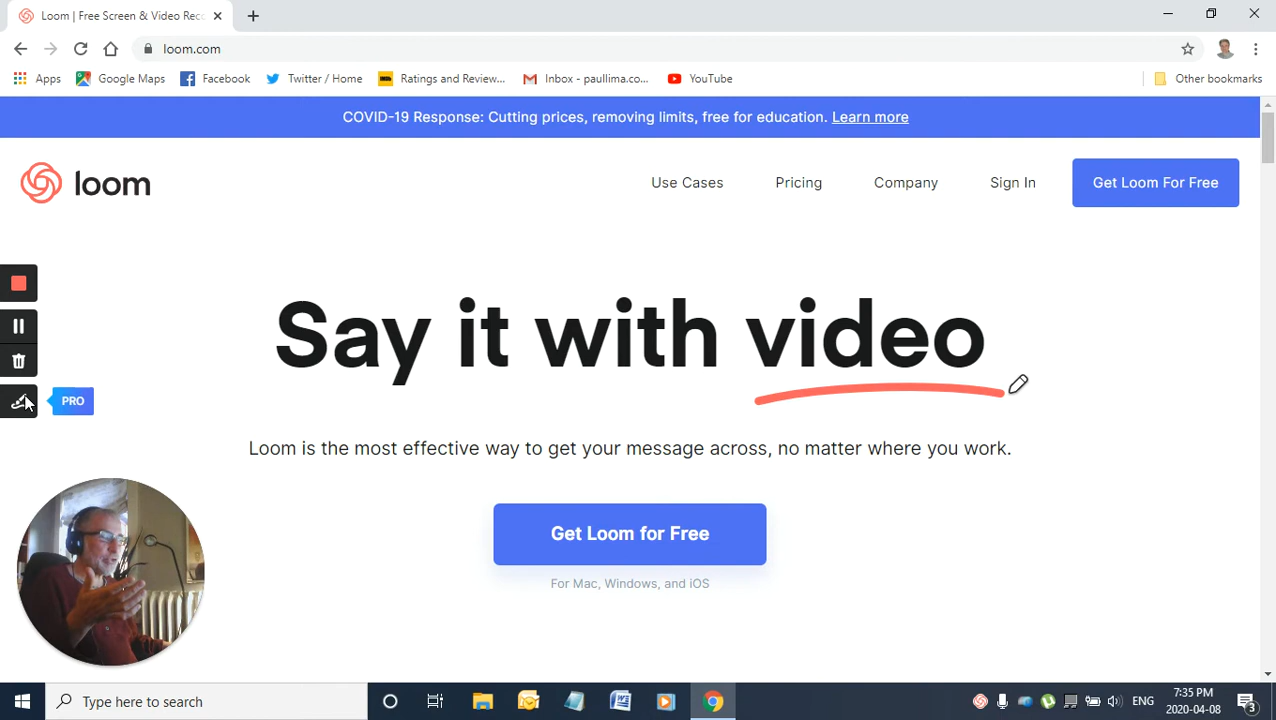 Loom | Free Screen & Video Rec
loom.com
Apps Google Maps Facebook Twitter / Home Ratings and Review... Inbox - paullima.co... YouTube Other bookmarks
COVID-19 Response: Cutting prices, removing limits, free for education. Learn more
loom Use Cases Pricing Company Sign In Get Loom For Free
Say it with video
PRO
Loom is the most effective way to get your message across, no matter where you work.
Get Loom for Free
For Mac, Windows, and iOS
Type here to search
ENG
7:35 PM
2020-04-08
3